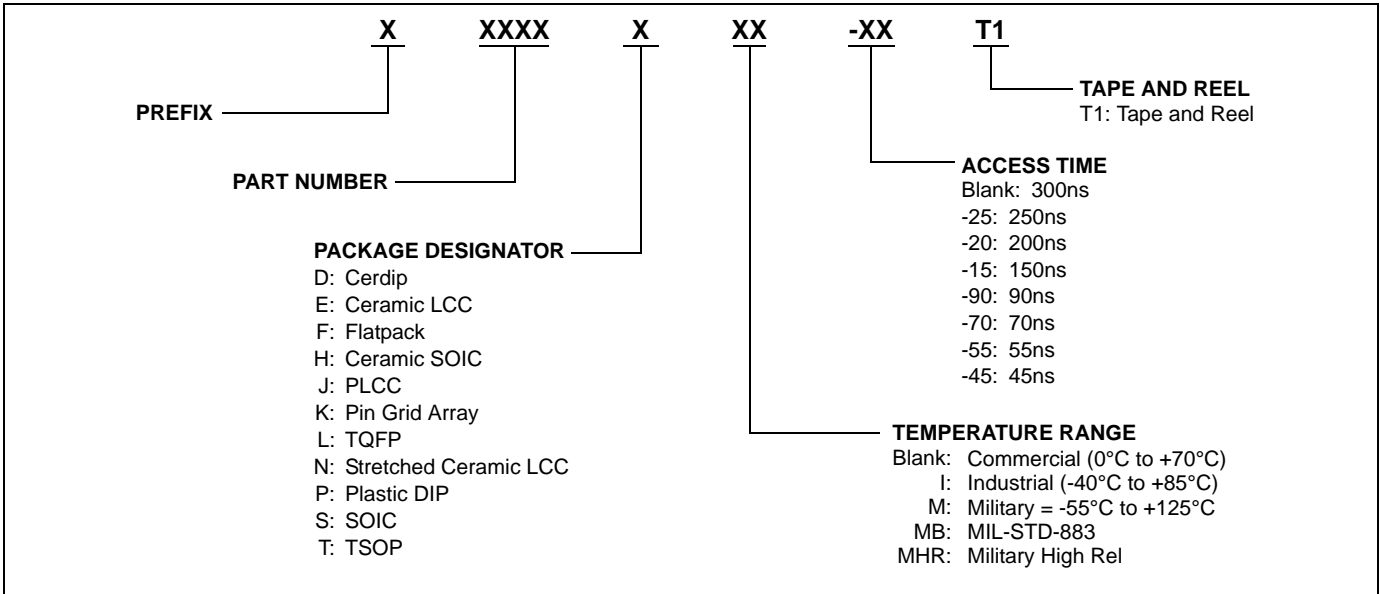 X XXXX X XX -XX T1
TAPE AND REEL
T1: Tape and Reel
PREFIX
ACCESS TIME
Blank: 300ns
-25: 250ns
-20: 200ns
-15: 150ns
-90: 90ns
-70: 70ns
-55: 55ns
-45: 45ns
PART NUMBER
PACKAGE DESIGNATOR
D: Cerdip
E: Ceramic LCC
F: Flatpack
H: Ceramic SOIC
J: PLCC
K: Pin Grid Array
L: TQFP
N: Stretched Ceramic LCC
P: Plastic DIP
S: SOIC
T: TSOP
TEMPERATURE RANGE
Blank: Commercial (0°C to +70°C)
I: Industrial (-40°C to +85°C)
M: Military = -55°C to +125°C
MB: MIL-STD-883
MHR: Military High Rel